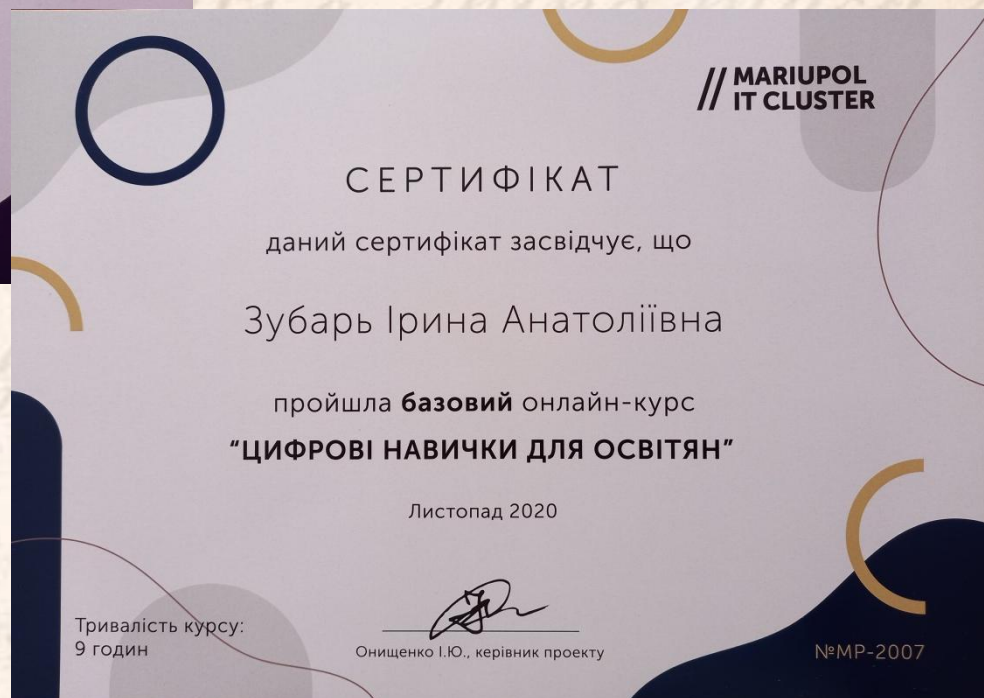 // MARIUPOL
IT CLUSTER
СЕРТИФІКАТ
даний сертифікат засвідчує, що
Зубарь Ірина Анатоліївна
пройшла базовий онлайн-курс
“ЦИФРОВІ НАВИЧКИ ДЛЯ ОСВІТЯН”
Листопад 2020
Тривалість курсу:
9 годин
Онищенко І.Ю., керівник проекту
№МР-2007